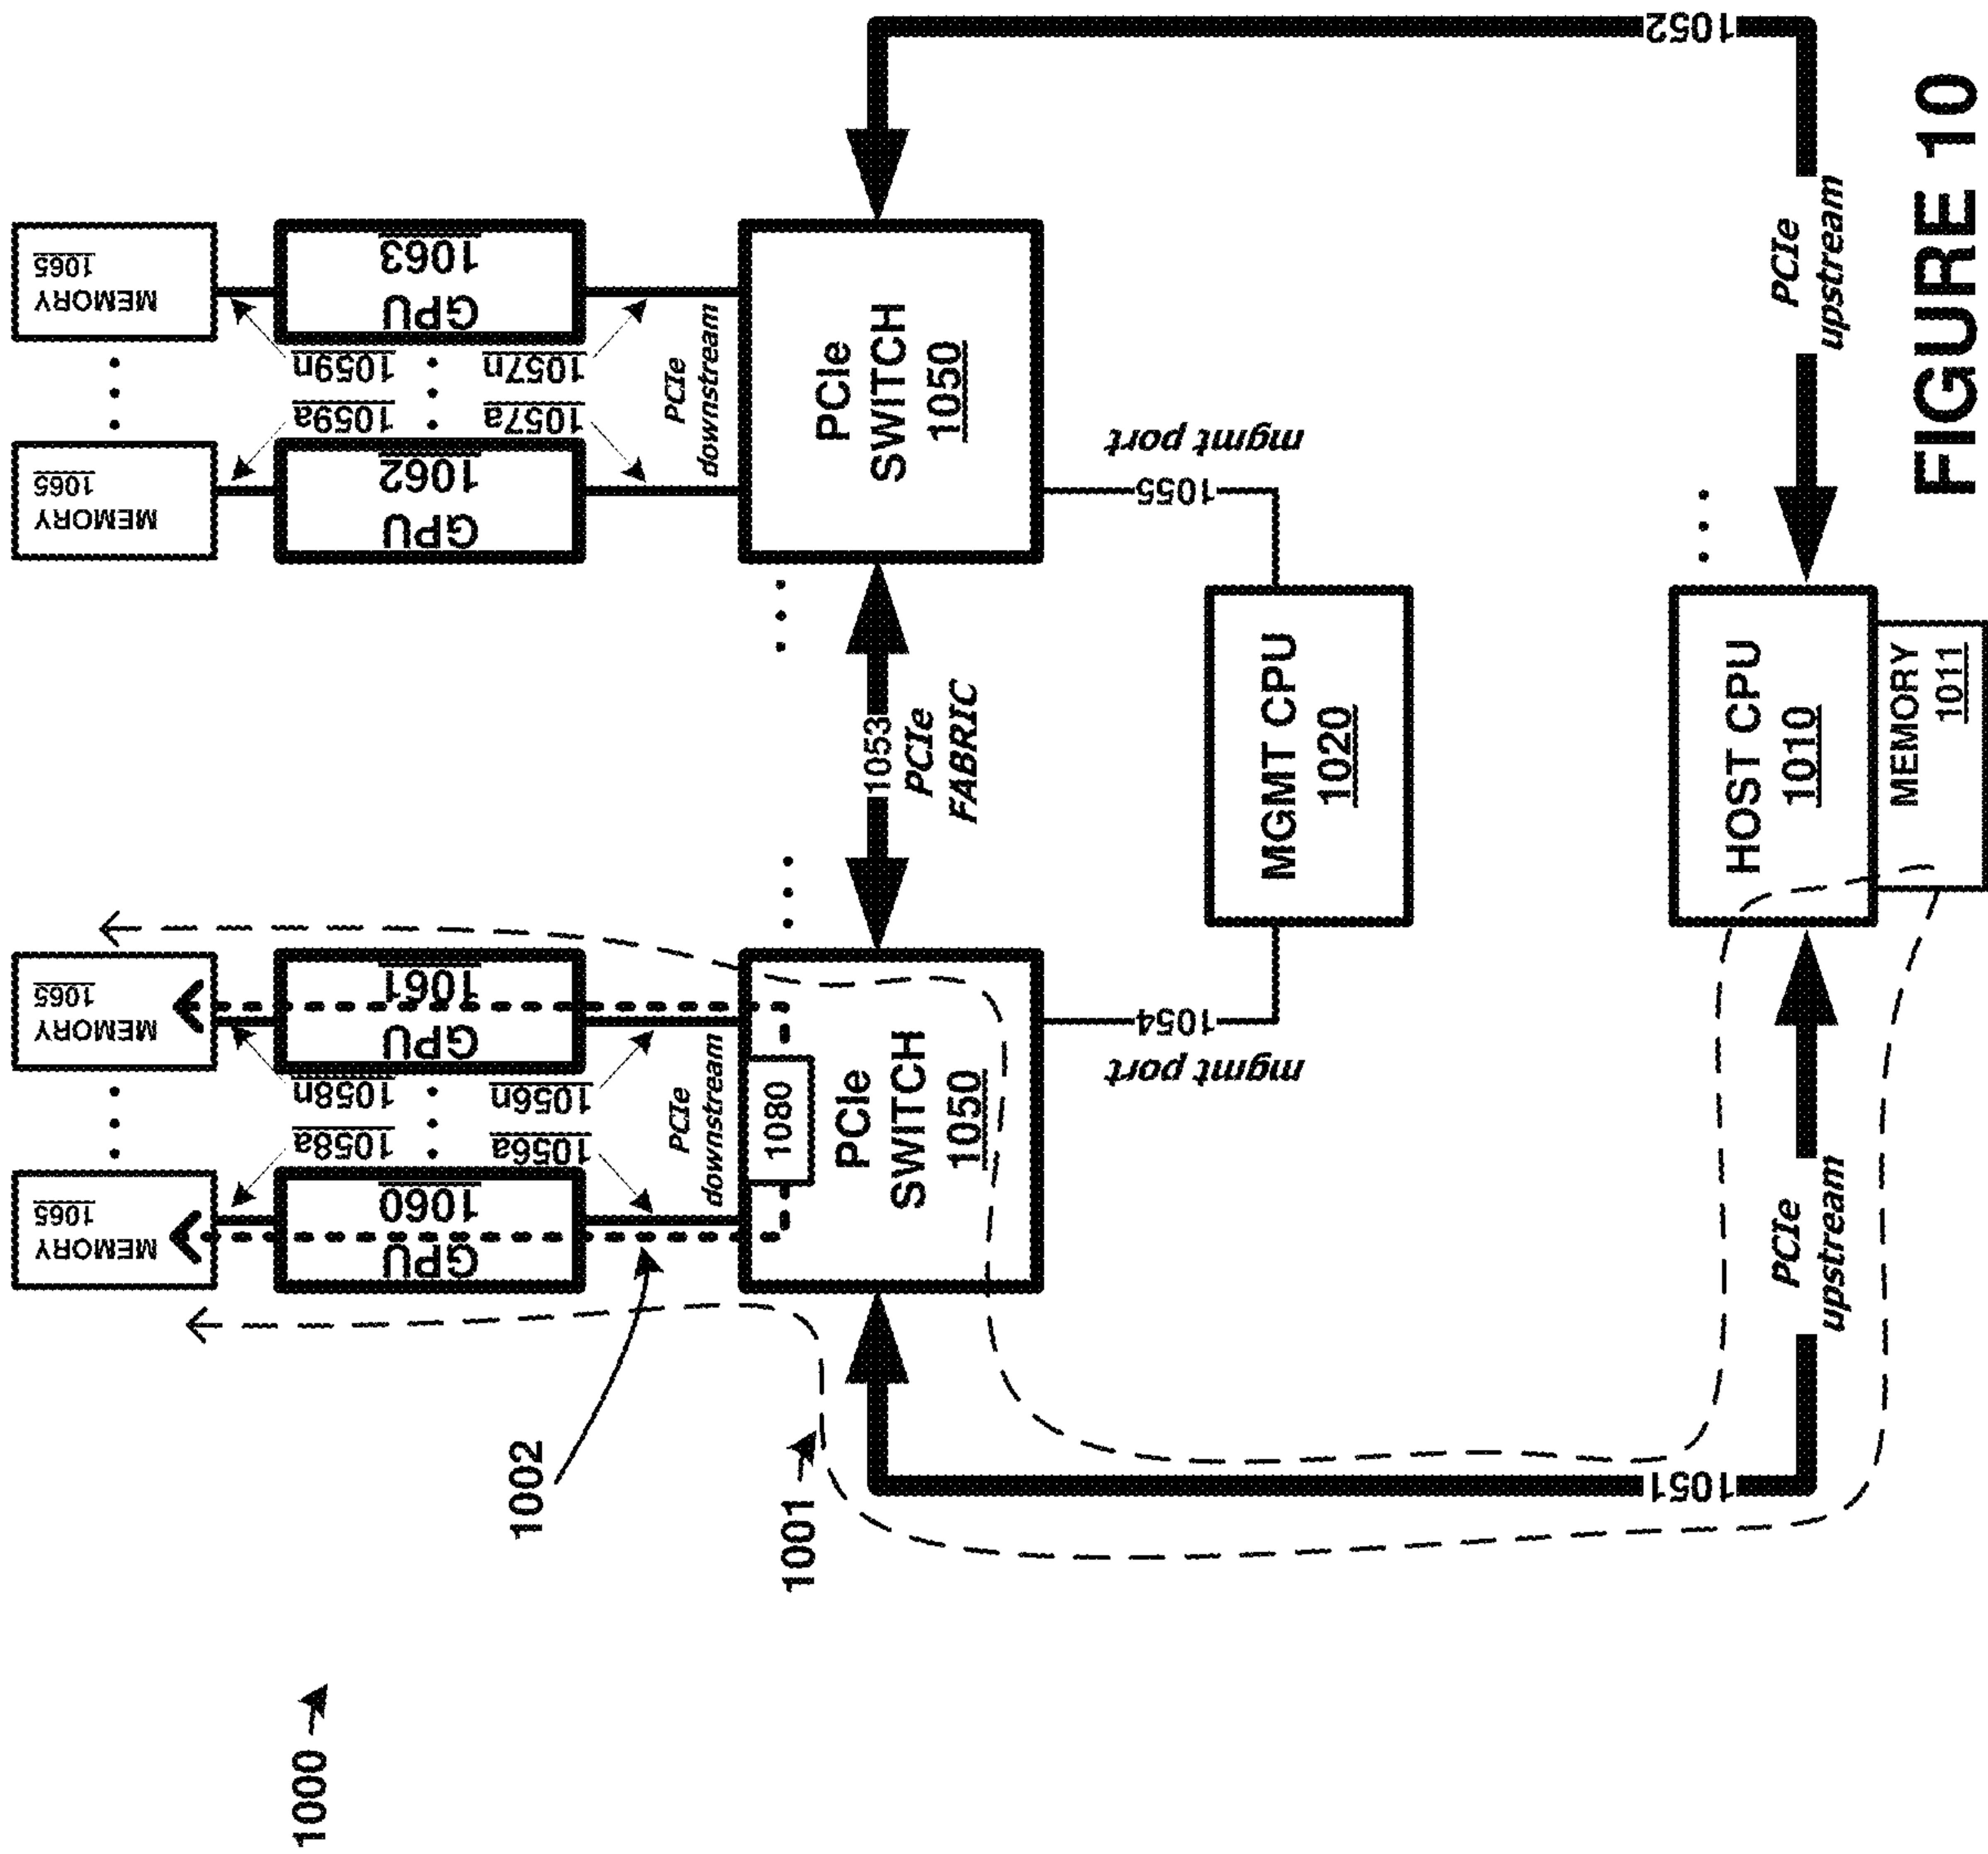 1000
MEMORY
1065
MEMORY
1065
MEMORY
1065
MEMORY
1065
1058a
1058n
1059a
1059n
GPU
1060
GPU
1061
GPU
1062
GPU
1063
1056a
1056n
1057a
1057n
1002
PCIe
downstream
PCIe
downstream
1001
1080
PCIe
SWITCH
1050
1053
PCIe
FABRIC
PCIe
SWITCH
1050
1054
mgmt port
1055
mgmt port
MGMT CPU
1020
1051
1052
PCIe
upstream
HOST CPU
1010
MEMORY
1011
PCIe
upstream
FIGURE 10